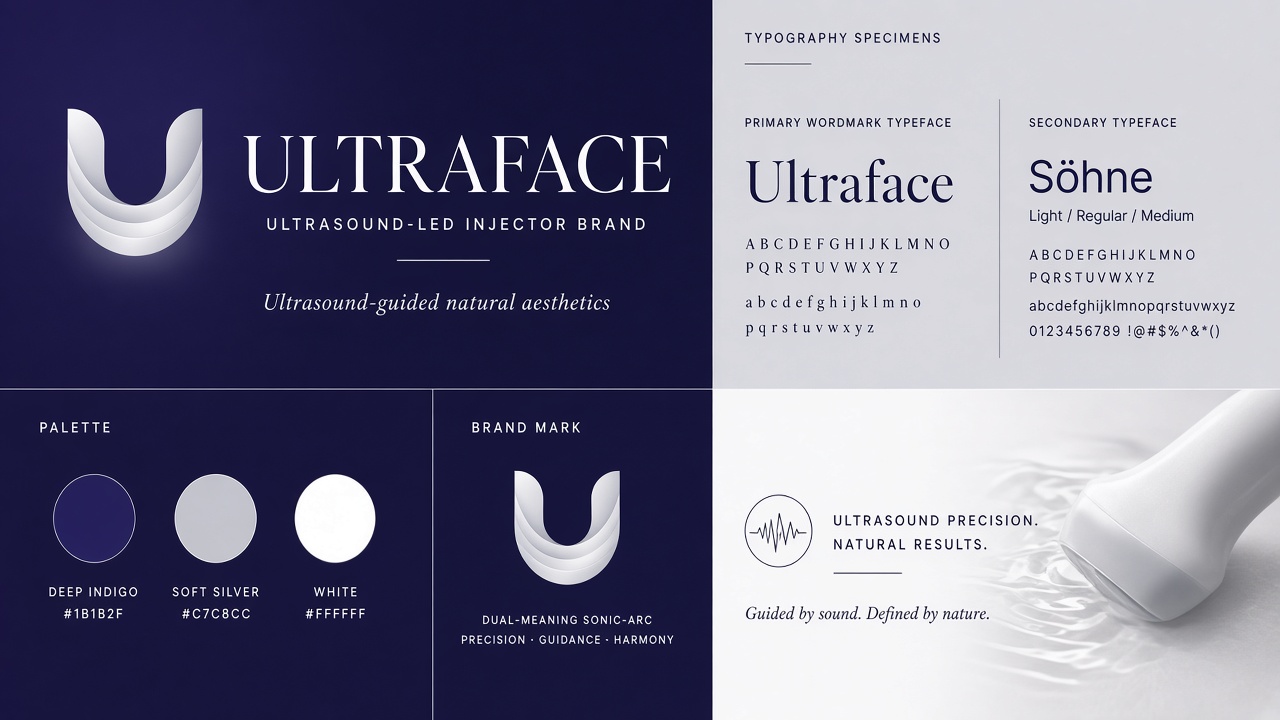 ULTRAFACE
ULTRASOUND-LED INJECTOR BRAND
Ultrasound-guided natural aesthetics
TYPOGRAPHY SPECIMENS
PRIMARY WORDMARK TYPEFACE
Ultraface
A B C D E F G H I J K L M N O
P Q R S T U V W X Y Z
a b c d e f g h i j k l m n o
p q r s t u v w x y z
SECONDARY TYPEFACE
Söhne
Light / Regular / Medium
A B C D E F G H I J K L M N O
P Q R S T U V W X Y Z
abcdefghijklmnopqrstuvwxyz
0123456789 !@#$%^&*()
PALETTE
DEEP INDIGO
#1B1B2F
SOFT SILVER
#C7C8CC
WHITE
#FFFFFF
BRAND MARK
DUAL-MEANING SONIC-ARC
PRECISION · GUIDANCE · HARMONY
ULTRASOUND PRECISION.
NATURAL RESULTS.
Guided by sound. Defined by nature.